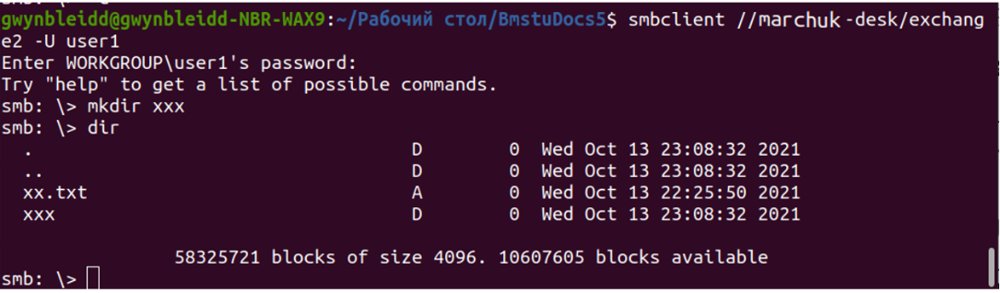 gwynbleidd@gwynbleidd-NBR-WAX9:~/Рабочий стол/BmstuDocs5$ smbclient //marchuk-desk/exchang
e2 -U user1
Enter WORKGROUP\user1's password:
Try "help" to get a list of possible commands.
smb: \> mkdir xxx
smb: \> dir
  .                                   D        0  Wed Oct 13 23:08:32 2021
  ..                                  D        0  Wed Oct 13 23:08:32 2021
  xx.txt                              A        0  Wed Oct 13 22:25:50 2021
  xxx                                 D        0  Wed Oct 13 23:08:32 2021
                58325721 blocks of size 4096. 10607605 blocks available
smb: \>